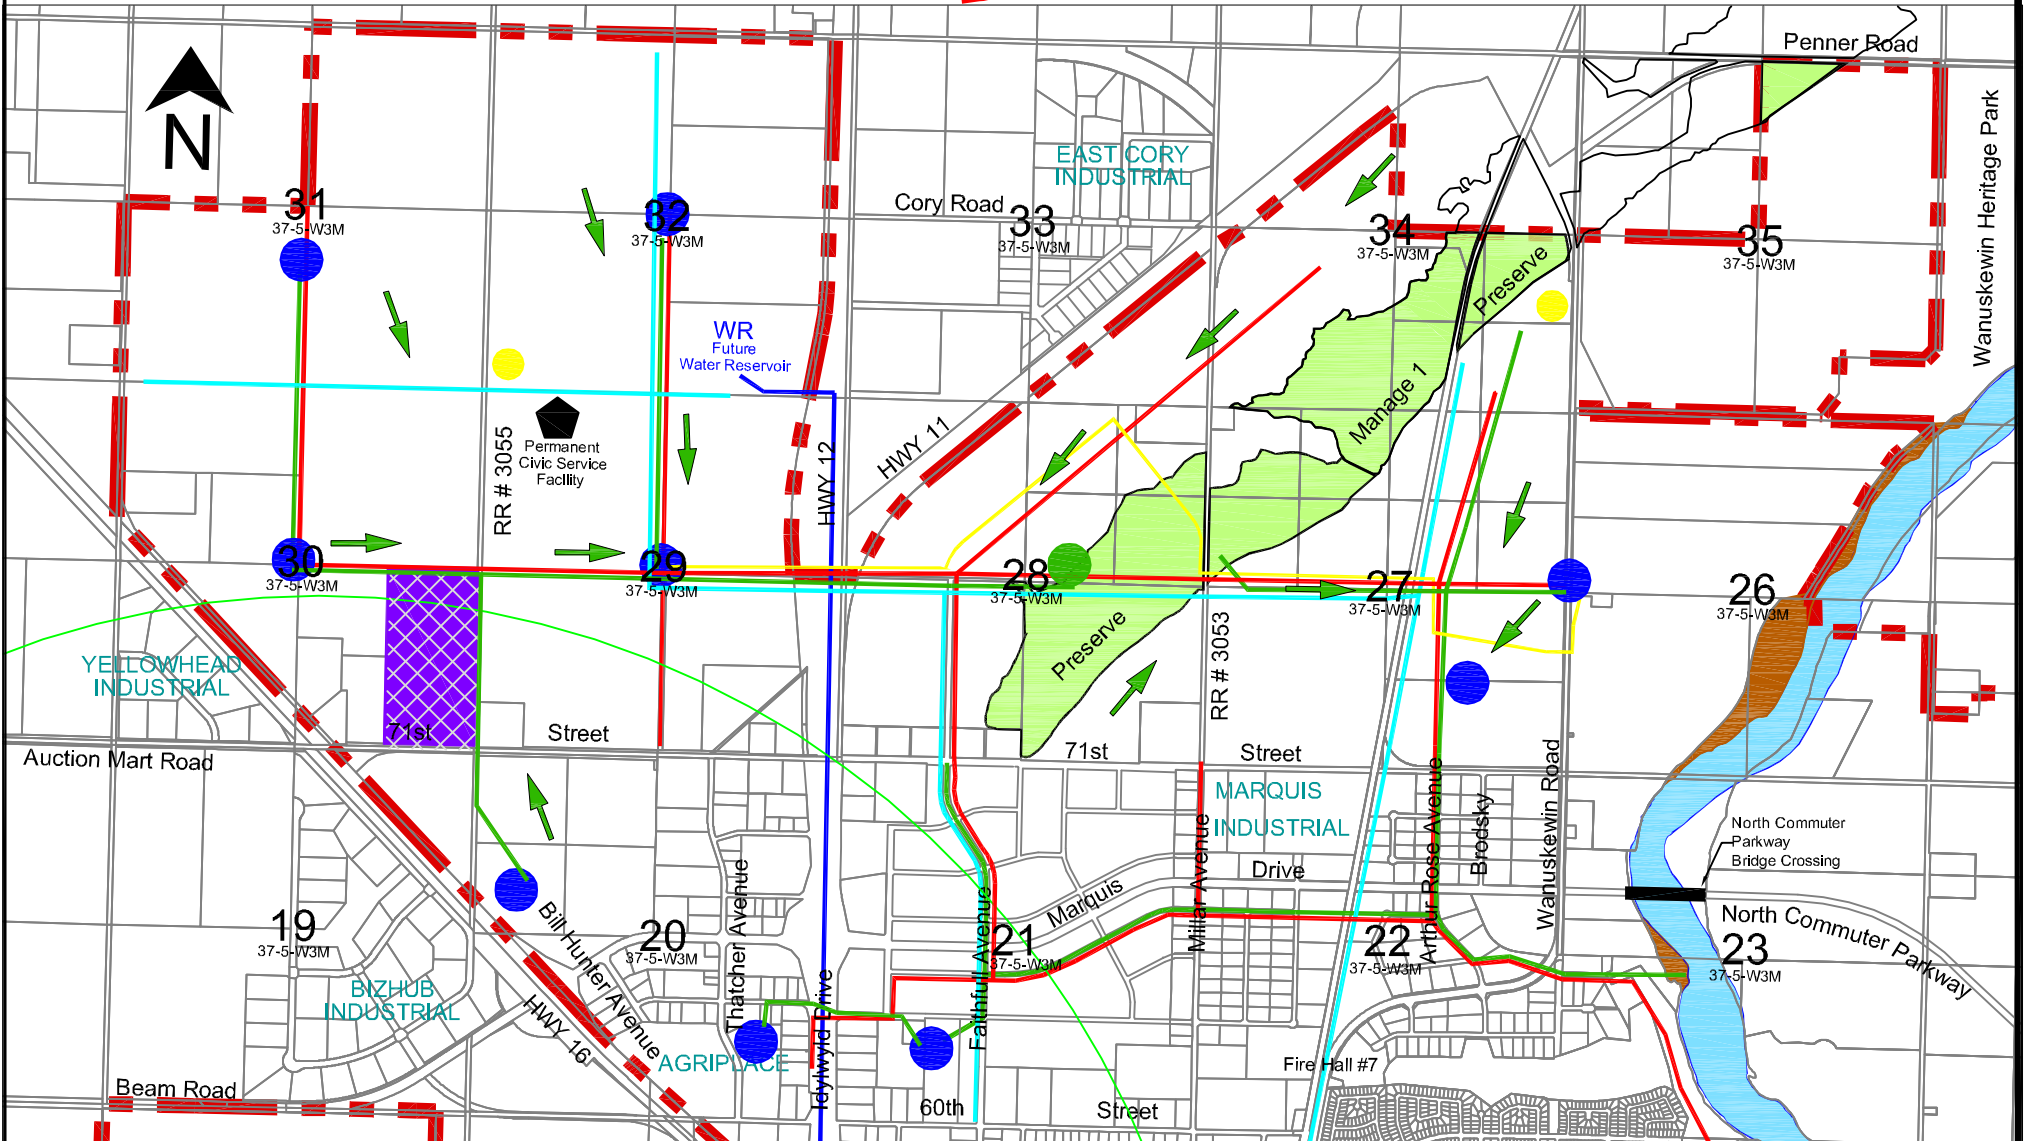 Penner Road
N
Wanuskewin Heritage Park
EAST CORY
INDUSTRIAL
31
37-5-W3M
32
37-5-W3M
Cory Road
33
37-5-W3M
34
37-5-W3M
35
37-5-W3M
Preserve
WR
Future
Water Reservoir
Manage 1
Permanent
Civic Service
Facility
RR # 3055
HWY 12
HWY 11
30
37-5-W3M
29
37-5-W3M
28
37-5-W3M
27
37-5-W3M
26
37-5-W3M
Preserve
RR # 3053
YELLOWHEAD
INDUSTRIAL
71st
Street
71st
Street
Auction Mart Road
MARQUIS
INDUSTRIAL
Arthur Rose Avenue
Brodsky
Wanuskewin Road
North Commuter
Parkway
Bridge Crossing
Marquis
Drive
Millar Avenue
Thatcher Avenue
Faithfull Avenue
Bill Hunter Avenue
North Commuter Parkway
19
37-5-W3M
20
37-5-W3M
21
37-5-W3M
22
37-5-W3M
23
37-5-W3M
BIZHUB
INDUSTRIAL
HWY 16
Idylwyld Drive
AGRIPLACE
Fire Hall #7
Beam Road
60th
Street